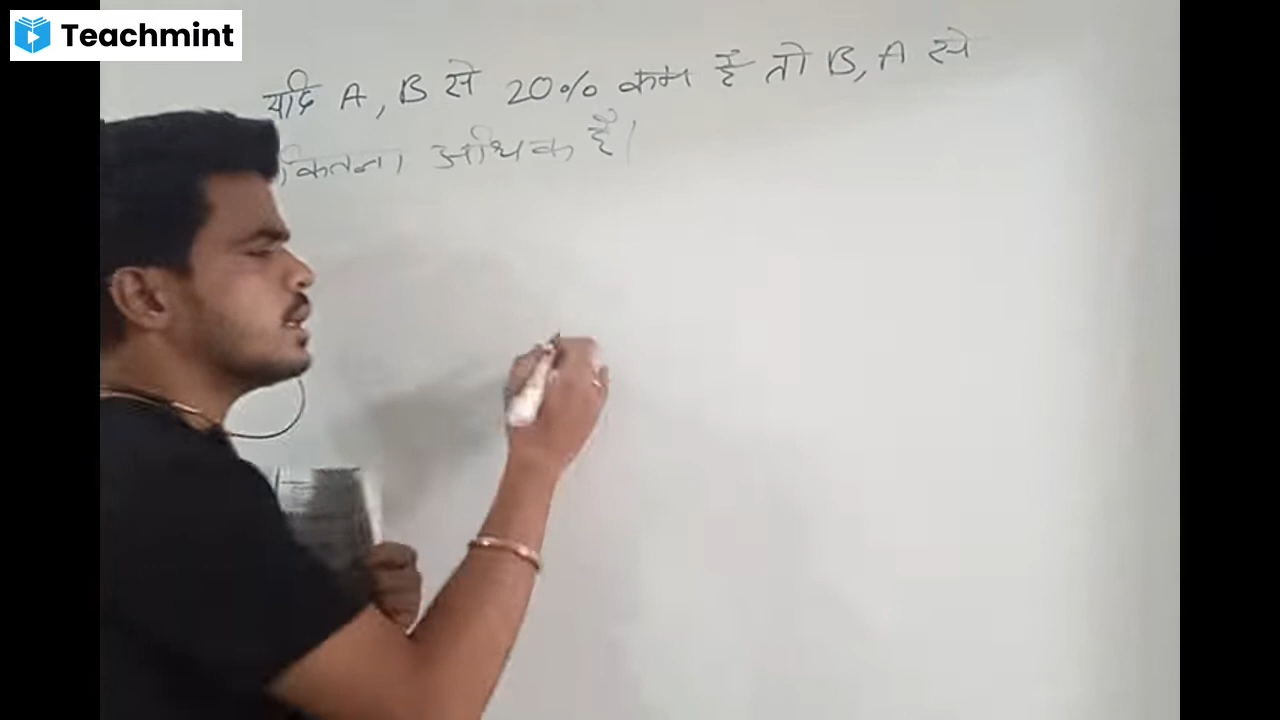 Teachmint
यदि A, B से 20% कम है तो B, A से
कितना अधिक है।